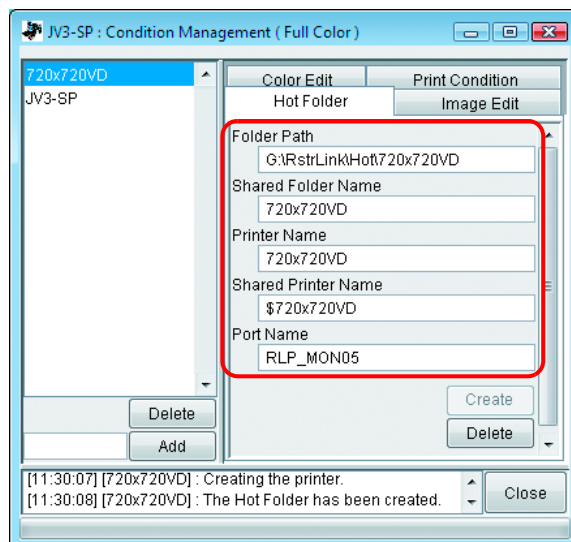 JV3-SP : Condition Management ( Full Color )
720x720VD
JV3-SP
Color Edit
Print Condition
Hot Folder
Image Edit
Folder Path
G:\RstrLink\Hot\720x720VD
Shared Folder Name
720x720VD
Printer Name
720x720VD
Shared Printer Name
$720x720VD
Port Name
RLP_MON05
Create
Delete
Delete
Add
[11:30:07] [720x720VD] : Creating the printer.
[11:30:08] [720x720VD] : The Hot Folder has been created.
Close